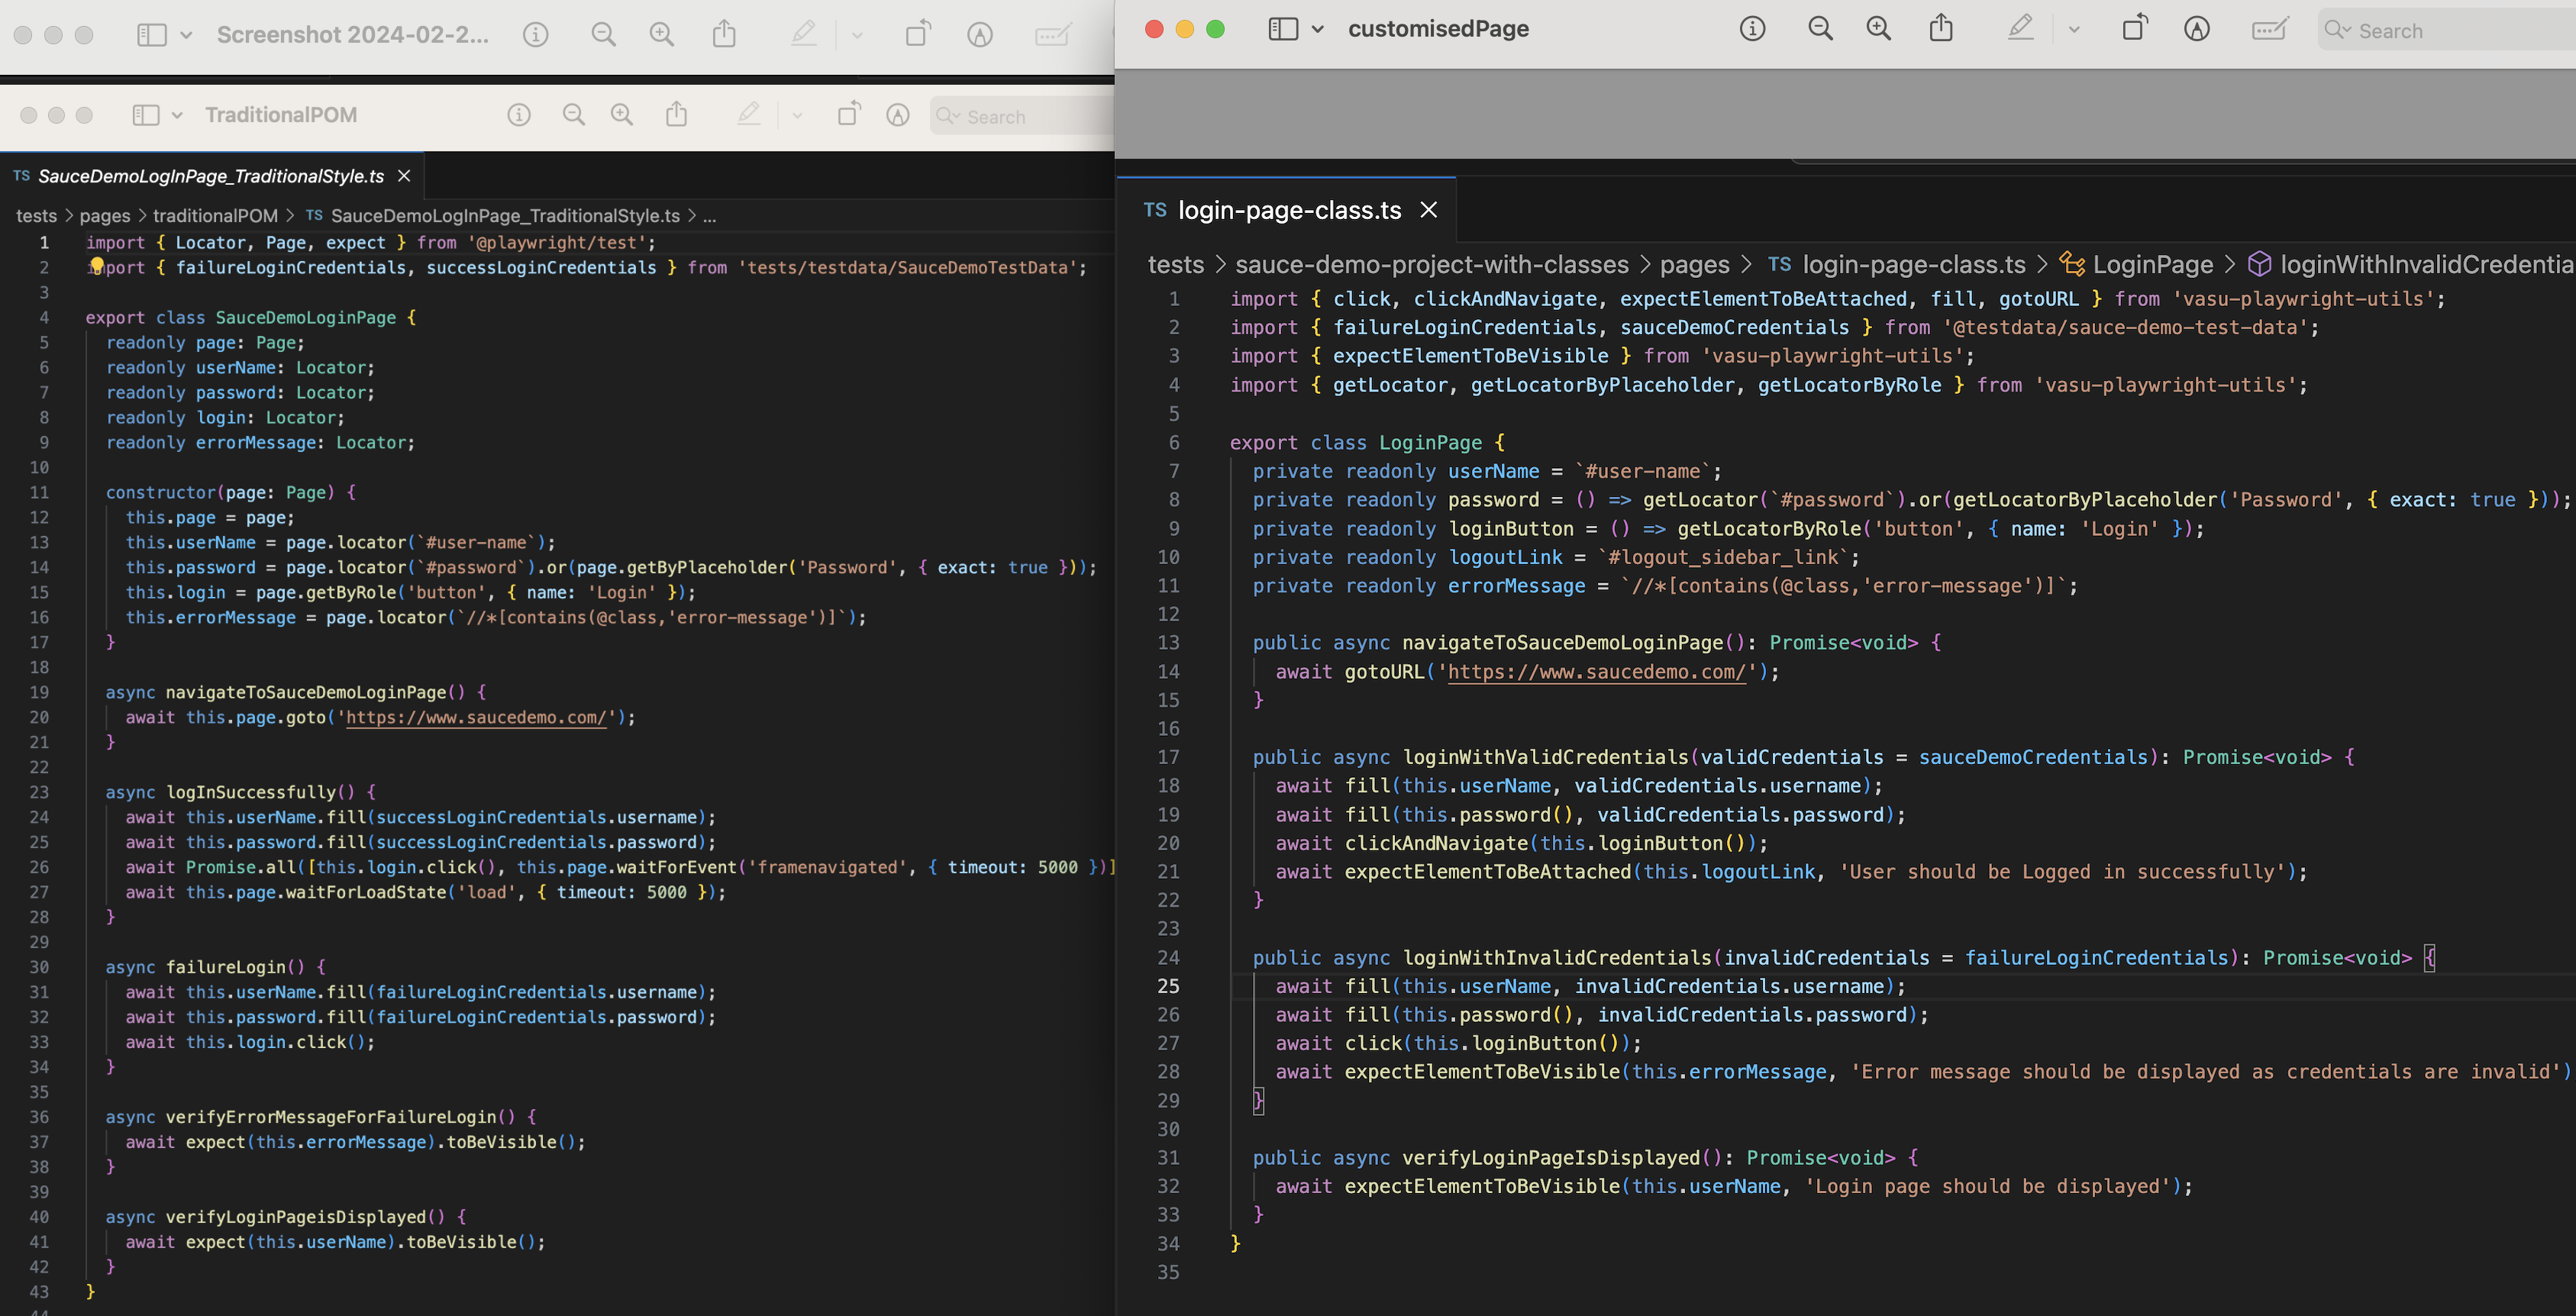 Screenshot 2024-02-2...
TraditionalPOM
Search
TS SauceDemoLogInPage_TraditionalStyle.ts
tests > pages > traditionalPOM > TS SauceDemoLogInPage_TraditionalStyle.ts > ...
1 import { Locator, Page, expect } from '@playwright/test';
2 import { failureLoginCredentials, successLoginCredentials } from 'tests/testdata/SauceDemoTestData';
3
4 export class SauceDemoLoginPage {
5 readonly page: Page;
6 readonly userName: Locator;
7 readonly password: Locator;
8 readonly login: Locator;
9 readonly errorMessage: Locator;
10
11 constructor(page: Page) {
12 this.page = page;
13 this.userName = page.locator(`#user-name`);
14 this.password = page.locator(`#password`).or(page.getByPlaceholder('Password', { exact: true }));
15 this.login = page.getByRole('button', { name: 'Login' });
16 this.errorMessage = page.locator(`//*[contains(@class,'error-message')]`);
17 }
18
19 async navigateToSauceDemoLoginPage() {
20 await this.page.goto('https://www.saucedemo.com/');
21 }
22
23 async logInSuccessfully() {
24 await this.userName.fill(successLoginCredentials.username);
25 await this.password.fill(successLoginCredentials.password);
26 await Promise.all([this.login.click(), this.page.waitForEvent('framenavigated', { timeout: 5000 })]
27 await this.page.waitForLoadState('load', { timeout: 5000 });
28 }
29
30 async failureLogin() {
31 await this.userName.fill(failureLoginCredentials.username);
32 await this.password.fill(failureLoginCredentials.password);
33 await this.login.click();
34 }
35
36 async verifyErrorMessageForFailureLogin() {
37 await expect(this.errorMessage).toBeVisible();
38 }
39
40 async verifyLoginPageisDisplayed() {
41 await expect(this.userName).toBeVisible();
42 }
43 }
44
customisedPage
Search
TS login-page-class.ts
tests > sauce-demo-project-with-classes > pages > TS login-page-class.ts > LoginPage > loginWithInvalidCredentia
1 import { click, clickAndNavigate, expectElementToBeAttached, fill, gotoURL } from 'vasu-playwright-utils';
2 import { failureLoginCredentials, sauceDemoCredentials } from '@testdata/sauce-demo-test-data';
3 import { expectElementToBeVisible } from 'vasu-playwright-utils';
4 import { getLocator, getLocatorByPlaceholder, getLocatorByRole } from 'vasu-playwright-utils';
5
6 export class LoginPage {
7 private readonly userName = `#user-name`;
8 private readonly password = () => getLocator(`#password`).or(getLocatorByPlaceholder('Password', { exact: true }));
9 private readonly loginButton = () => getLocatorByRole('button', { name: 'Login' });
10 private readonly logoutLink = `#logout_sidebar_link`;
11 private readonly errorMessage = `//*[contains(@class,'error-message')]`;
12
13 public async navigateToSauceDemoLoginPage(): Promise<void> {
14 await gotoURL('https://www.saucedemo.com/');
15 }
16
17 public async loginWithValidCredentials(validCredentials = sauceDemoCredentials): Promise<void> {
18 await fill(this.userName, validCredentials.username);
19 await fill(this.password(), validCredentials.password);
20 await clickAndNavigate(this.loginButton());
21 await expectElementToBeAttached(this.logoutLink, 'User should be Logged in successfully');
22 }
23
24 public async loginWithInvalidCredentials(invalidCredentials = failureLoginCredentials): Promise<void> {
25 await fill(this.userName, invalidCredentials.username);
26 await fill(this.password(), invalidCredentials.password);
27 await click(this.loginButton());
28 await expectElementToBeVisible(this.errorMessage, 'Error message should be displayed as credentials are invalid')
29 }
30
31 public async verifyLoginPageIsDisplayed(): Promise<void> {
32 await expectElementToBeVisible(this.userName, 'Login page should be displayed');
33 }
34 }
35